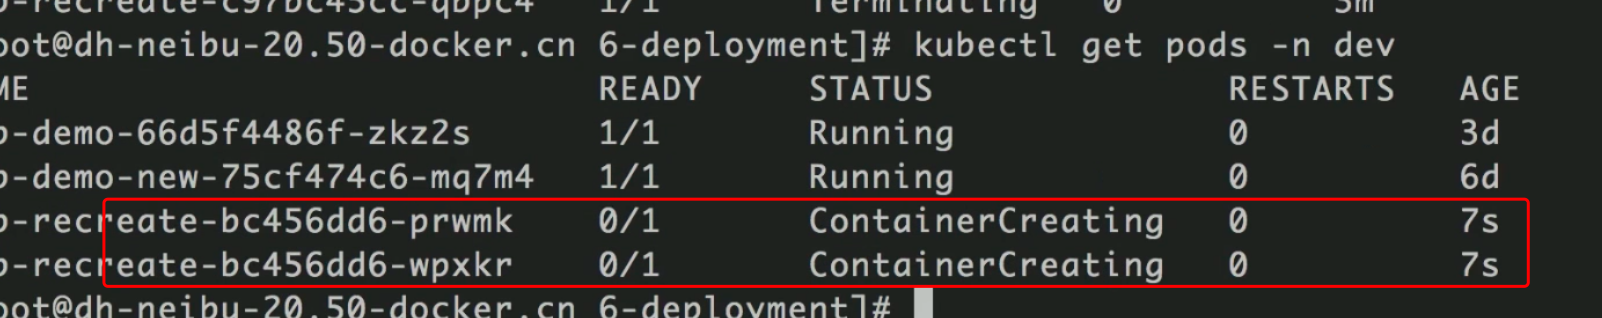 -recreate-c97bc45cc-qbpc4 1/1 Terminating 0 3m
oot@dh-neibu-20.50-docker.cn 6-deployment]# kubectl get pods -n dev
ME READY STATUS RESTARTS AGE
-demo-66d5f4486f-zkz2s 1/1 Running 0 3d
-demo-new-75cf474c6-mq7m4 1/1 Running 0 6d
-recreate-bc456dd6-prwmk 0/1 ContainerCreating 0 7s
-recreate-bc456dd6-wpxkr 0/1 ContainerCreating 0 7s
oot@dh-neibu-20.50-docker.cn 6-deployment]#